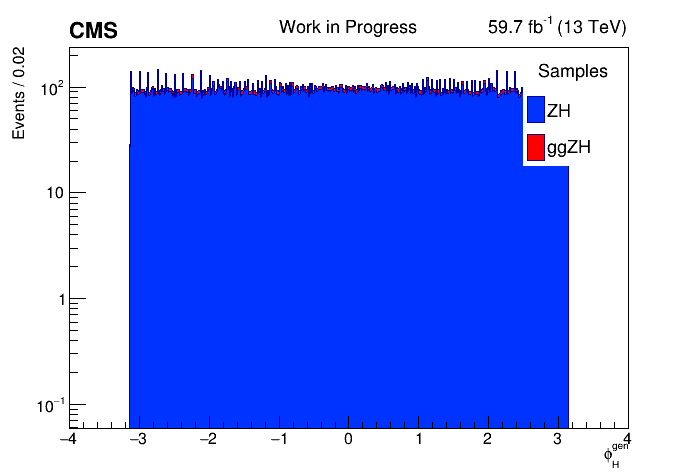 CMS Work in Progress 59.7 fb⁻¹ (13 TeV)
Events / 0.02
Samples
ZH
ggZH
10²
10
1
10⁻¹
−4 −3 −2 −1 0 1 2 3 4
ϕ_H^gen